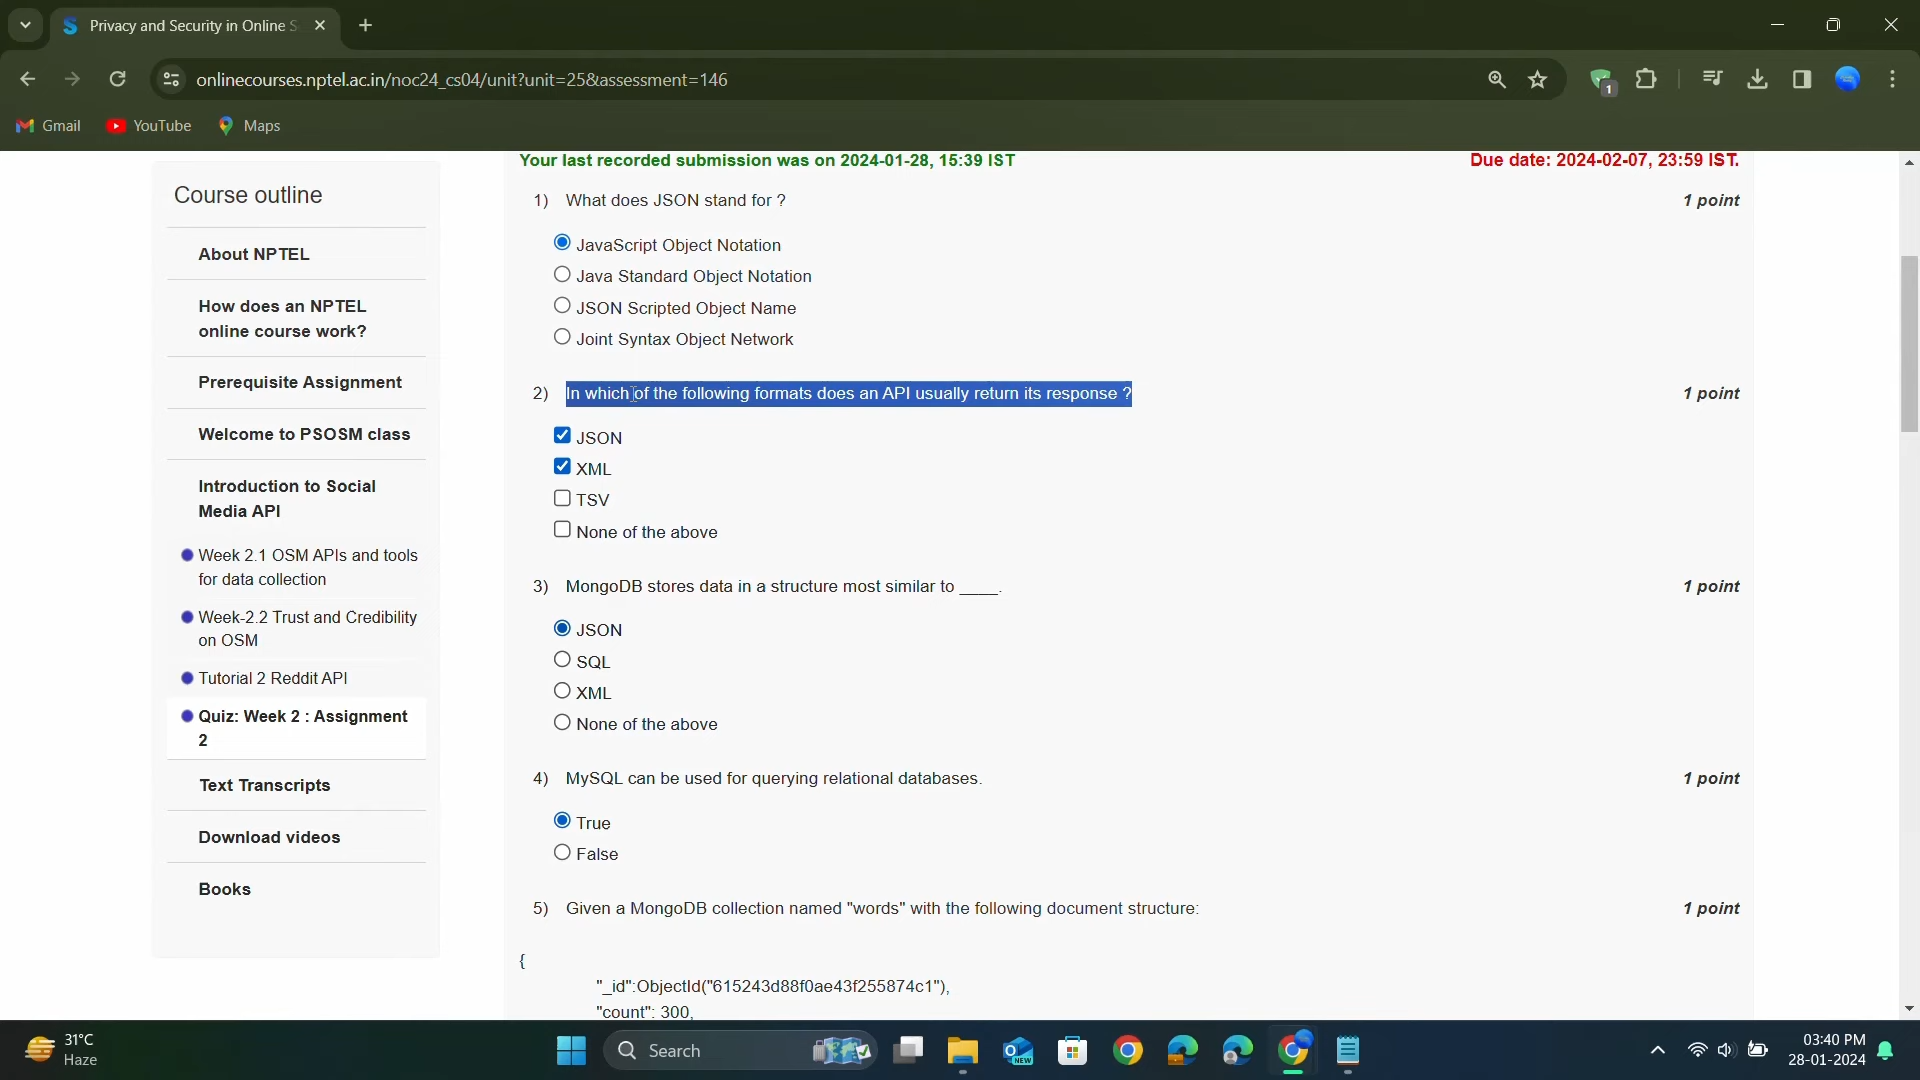 Privacy and Security in Online S
onlinecourses.nptel.ac.in/noc24_cs04/unit?unit=25&assessment=146
1
Gmail
YouTube
Maps
Course outline
About NPTEL
How does an NPTEL
online course work?
Prerequisite Assignment
Welcome to PSOSM class
Introduction to Social
Media API
Week 2.1 OSM APIs and tools
for data collection
Week-2.2 Trust and Credibility
on OSM
Tutorial 2 Reddit API
Quiz: Week 2 : Assignment
2
Text Transcripts
Download videos
Books
Your last recorded submission was on 2024-01-28, 15:39 IST
Due date: 2024-02-07, 23:59 IST.
1) What does JSON stand for ?
1 point
JavaScript Object Notation
Java Standard Object Notation
JSON Scripted Object Name
Joint Syntax Object Network
2) In which of the following formats does an API usually return its response ?
1 point
JSON
XML
TSV
None of the above
3) MongoDB stores data in a structure most similar to ____.
1 point
JSON
SQL
XML
None of the above
4) MySQL can be used for querying relational databases.
1 point
True
False
5) Given a MongoDB collection named "words" with the following document structure:
1 point
{
"_id":ObjectId("615243d88f0ae43f255874c1"),
"count": 300,
31°C
Haze
Search
NEW
03:40 PM
28-01-2024